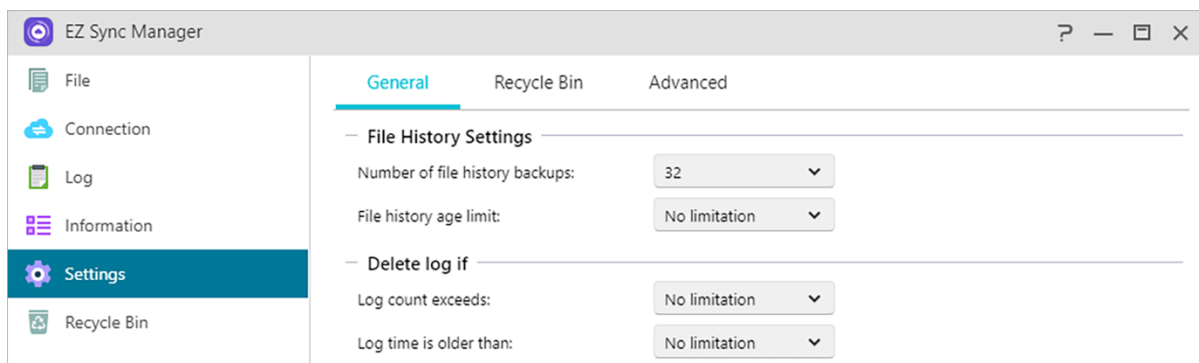 EZ Sync Manager
File
Connection
Log
Information
Settings
Recycle Bin
General Recycle Bin Advanced
File History Settings
Number of file history backups: 32
File history age limit: No limitation
Delete log if
Log count exceeds: No limitation
Log time is older than: No limitation